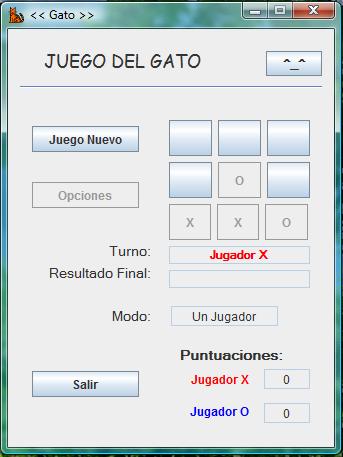 << Gato >>
JUEGO DEL GATO
^_^
Juego Nuevo
Opciones
O
X X O
Turno: Jugador X
Resultado Final:
Modo: Un Jugador
Puntuaciones:
Salir
Jugador X 0
Jugador O 0